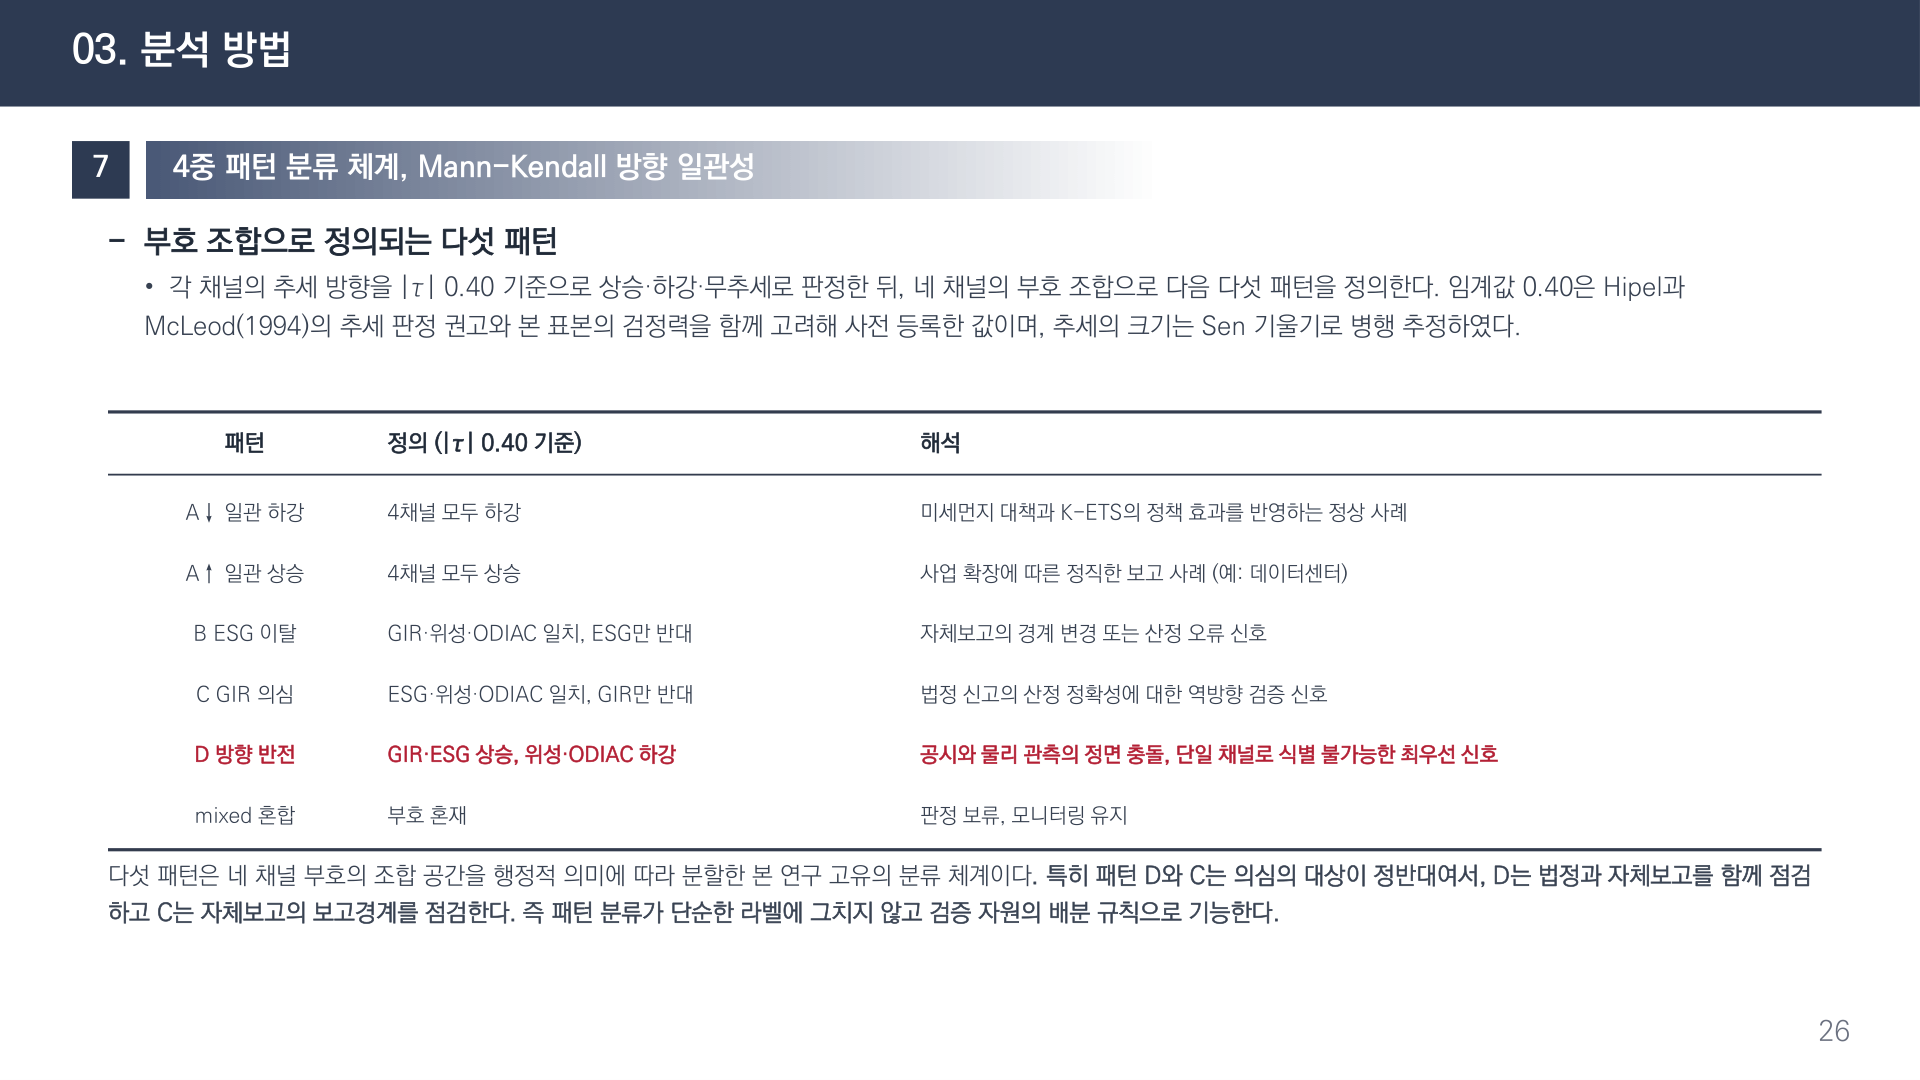 03. 분석 방법
7
4중 패턴 분류 체계, Mann-Kendall 방향 일관성
– 부호 조합으로 정의되는 다섯 패턴
• 각 채널의 추세 방향을 |τ| 0.40 기준으로 상승·하강·무추세로 판정한 뒤, 네 채널의 부호 조합으로 다음 다섯 패턴을 정의한다. 임계값 0.40은 Hipel과
McLeod(1994)의 추세 판정 권고와 본 표본의 검정력을 함께 고려해 사전 등록한 값이며, 추세의 크기는 Sen 기울기로 병행 추정하였다.
패턴 정의 (|τ| 0.40 기준) 해석
A↓ 일관 하강 4채널 모두 하강 미세먼지 대책과 K-ETS의 정책 효과를 반영하는 정상 사례
A↑ 일관 상승 4채널 모두 상승 사업 확장에 따른 정직한 보고 사례 (예: 데이터센터)
B ESG 이탈 GIR·위성·ODIAC 일치, ESG만 반대 자체보고의 경계 변경 또는 산정 오류 신호
C GIR 의심 ESG·위성·ODIAC 일치, GIR만 반대 법정 신고의 산정 정확성에 대한 역방향 검증 신호
D 방향 반전 GIR·ESG 상승, 위성·ODIAC 하강 공시와 물리 관측의 정면 충돌, 단일 채널로 식별 불가능한 최우선 신호
mixed 혼합 부호 혼재 판정 보류, 모니터링 유지
다섯 패턴은 네 채널 부호의 조합 공간을 행정적 의미에 따라 분할한 본 연구 고유의 분류 체계이다. 특히 패턴 D와 C는 의심의 대상이 정반대여서, D는 법정과 자체보고를 함께 점검
하고 C는 자체보고의 보고경계를 점검한다. 즉 패턴 분류가 단순한 라벨에 그치지 않고 검증 자원의 배분 규칙으로 기능한다.
26